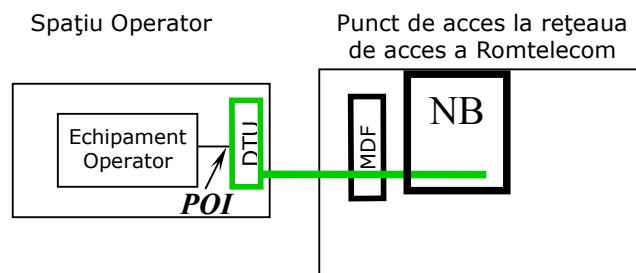 Spaţiu Operator
Punct de acces la reţeaua
de acces a Romtelecom
Echipament
Operator
DTU
POI
MDF
NB